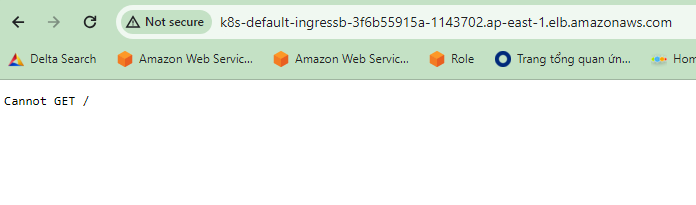 Not secure k8s-default-ingressb-3f6b55915a-1143702.ap-east-1.elb.amazonaws.com
Delta Search Amazon Web Servic... Amazon Web Servic... Role Trang tổng quan ứn... Hom
Cannot GET /